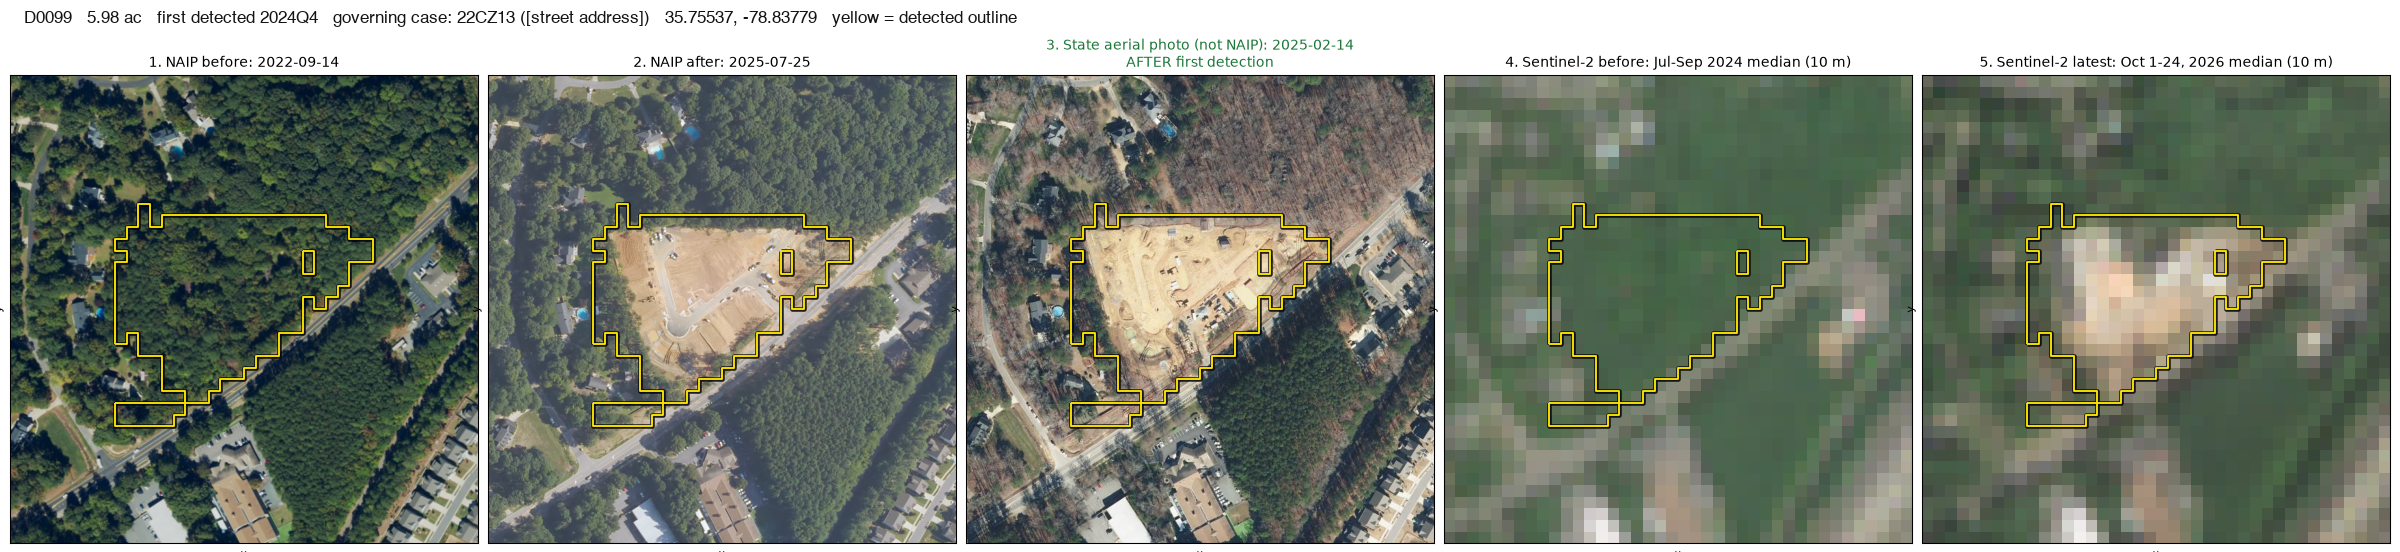 D0099   5.98 ac   first detected 2024Q4   governing case: 22CZ13 ([street address])   35.75537, -78.83779   yellow = detected outline
1. NAIP before: 2022-09-14
2. NAIP after: 2025-07-25
3. State aerial photo (not NAIP): 2025-02-14
AFTER first detection
4. Sentinel-2 before: Jul-Sep 2024 median (10 m)
5. Sentinel-2 latest: Oct 1-24, 2026 median (10 m)